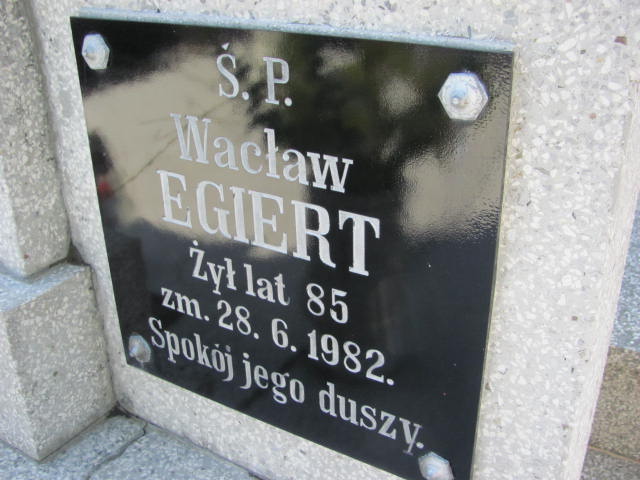 Ś. P.
Wacław
EGIERT
Żył lat 85
zm. 28. 6. 1982.
Spokój jego duszy.